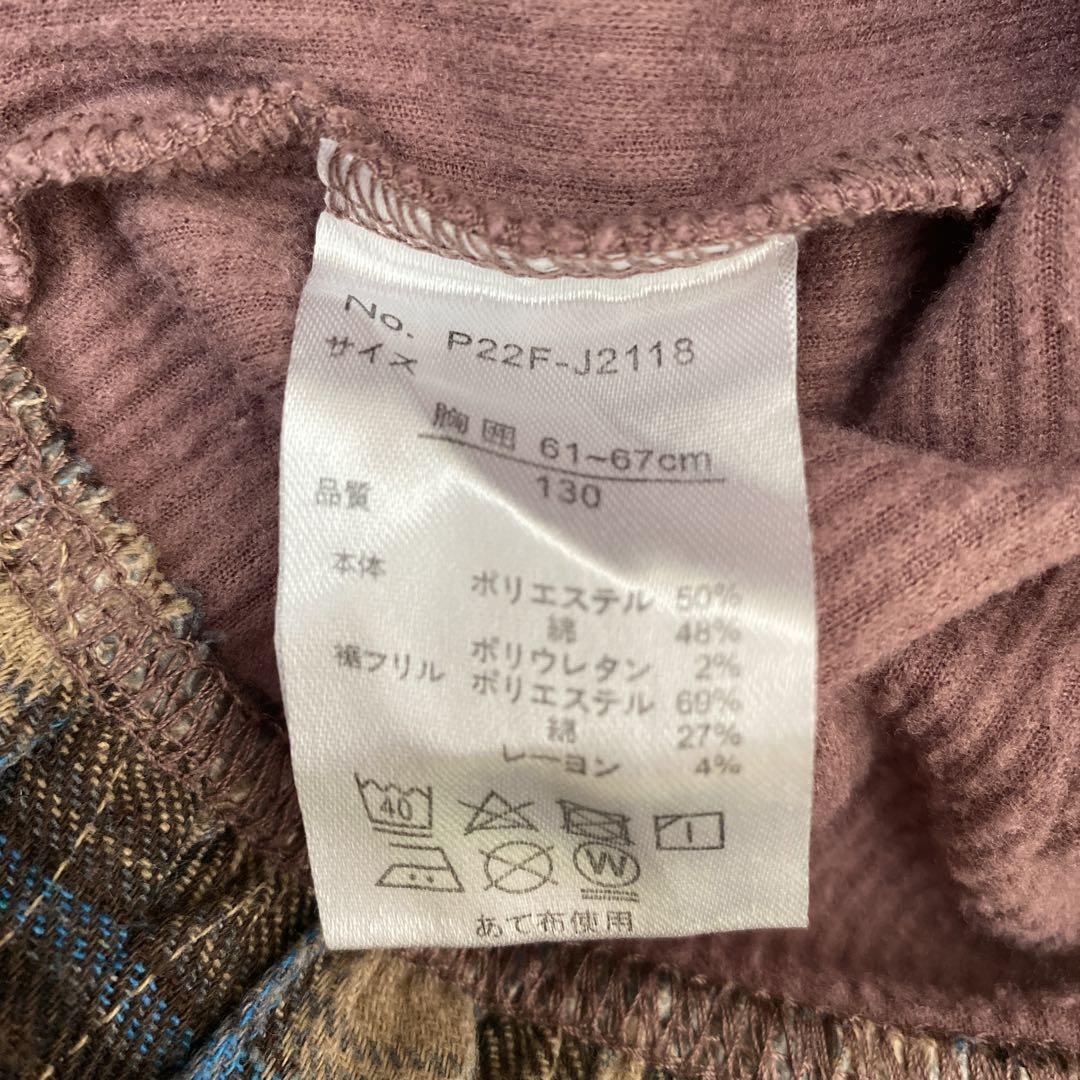 No. P22F-J2118
サイズ
胸囲 61~67cm
130
品質
本体 ポリエステル 50%
綿 48%
ポリウレタン 2%
裾フリル ポリエステル 69%
綿 27%
レーヨン 4%
40
W
あて布使用